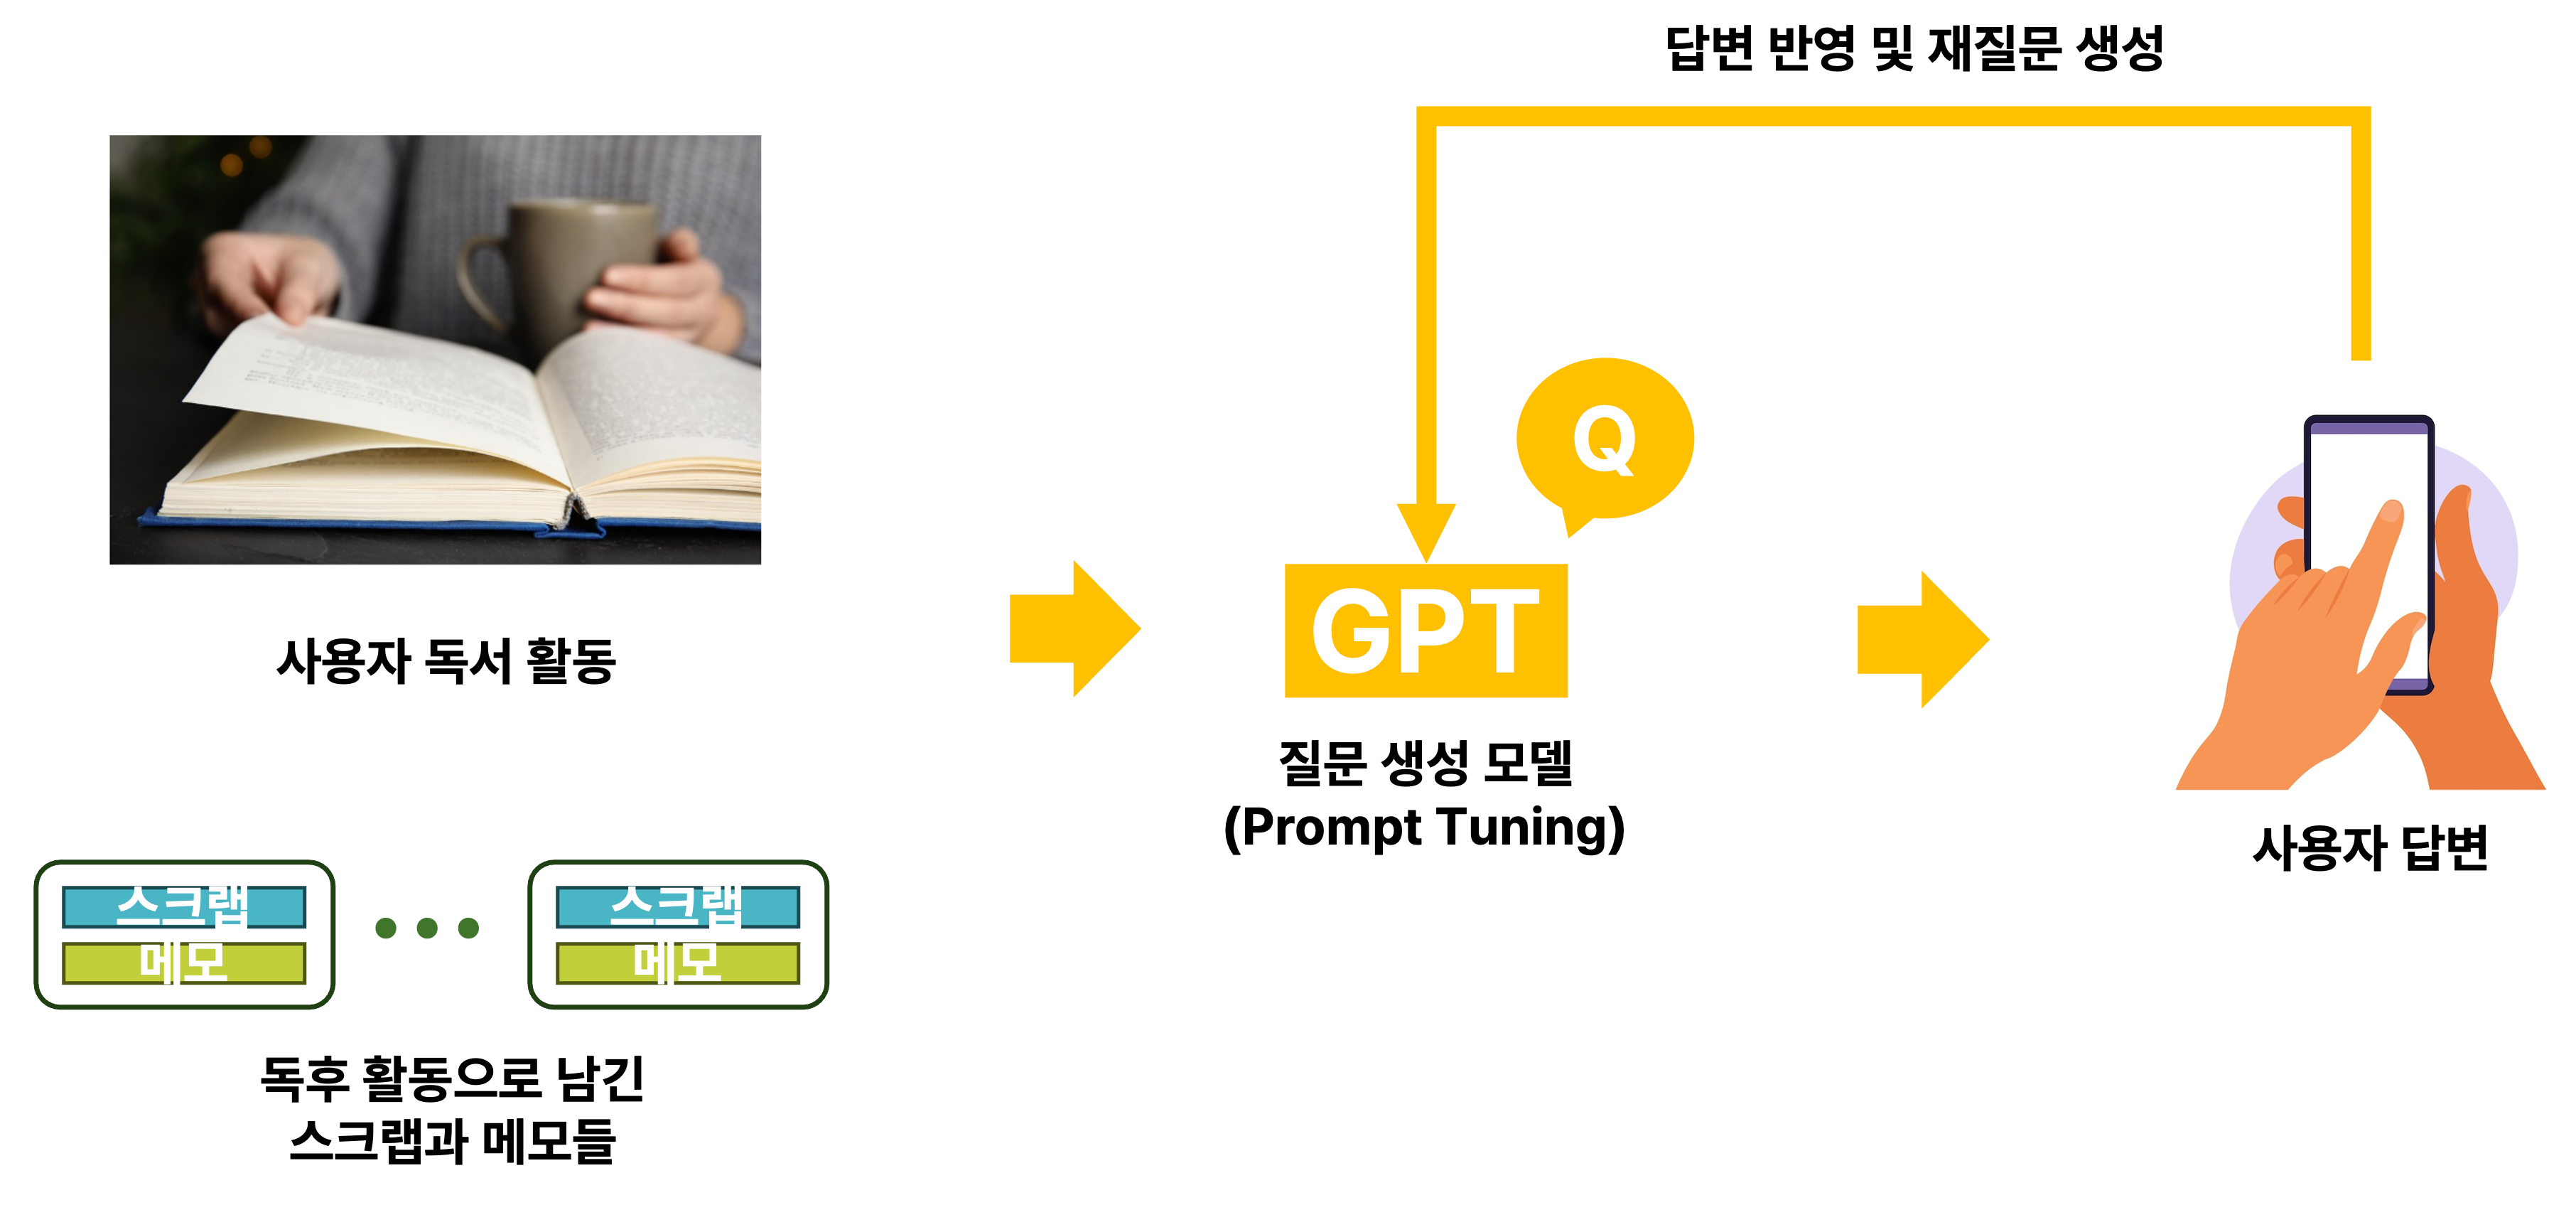 답변 반영 및 재질문 생성
Q
GPT
사용자 독서 활동
질문 생성 모델
(Prompt Tuning)
사용자 답변
스크랩
메모
스크랩
메모
독후 활동으로 남긴
스크랩과 메모들